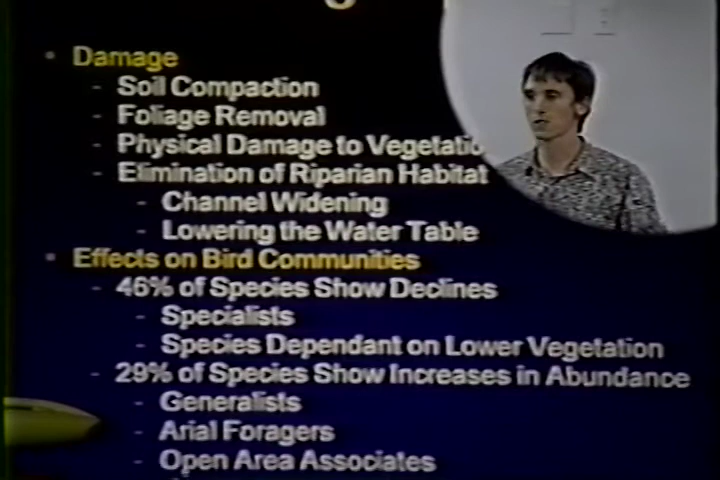 • Damage
- Soil Compaction
- Foliage Removal
- Physical Damage to Vegetatio
- Elimination of Riparian Habitat
- Channel Widening
- Lowering the Water Table
• Effects on Bird Communities
- 46% of Species Show Declines
- Specialists
- Species Dependant on Lower Vegetation
- 29% of Species Show Increases in Abundance
- Generalists
- Arial Foragers
- Open Area Associates